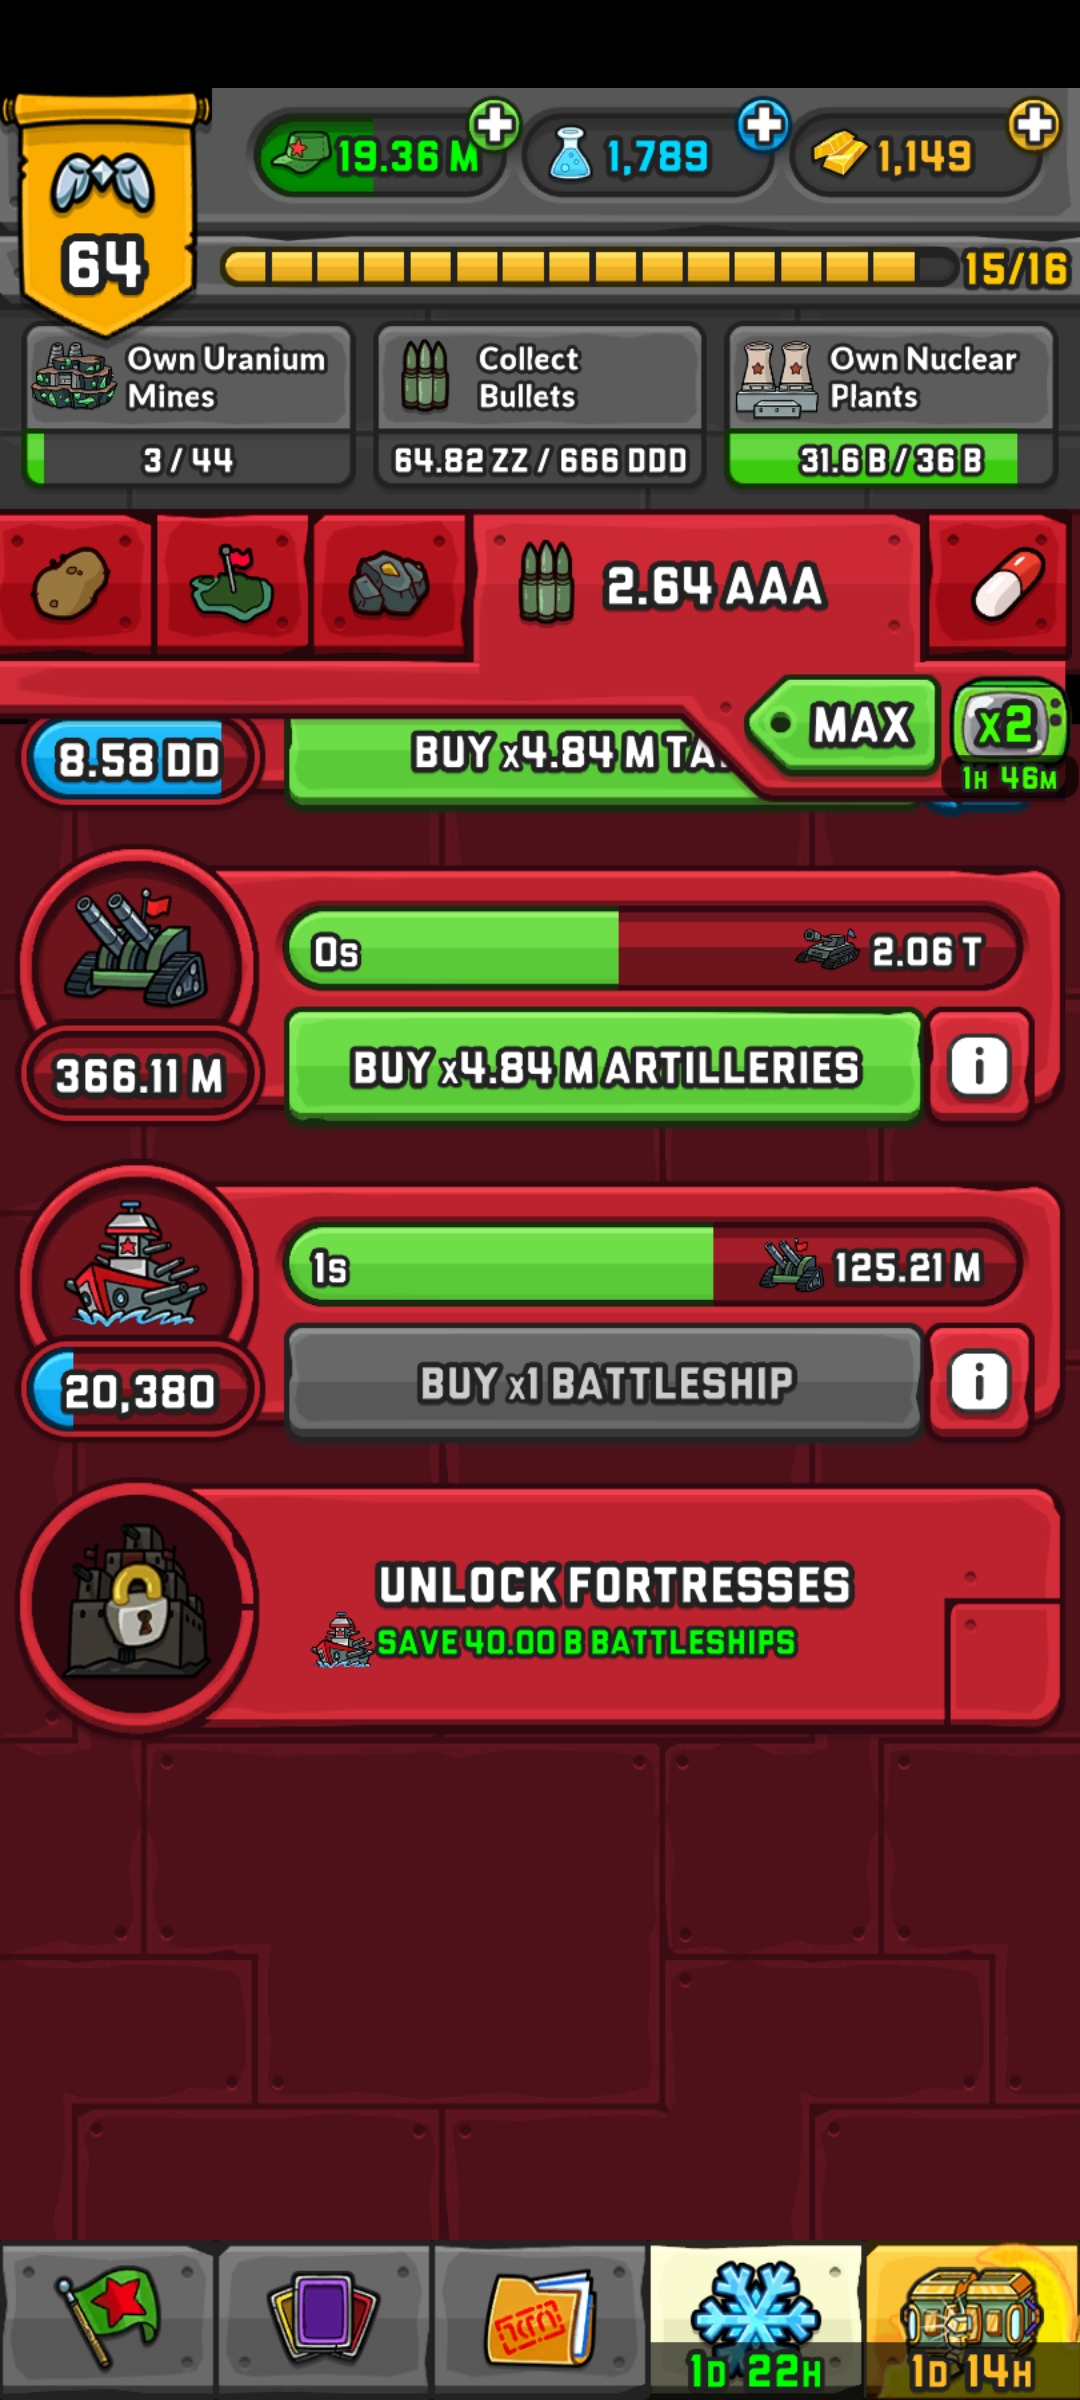 64
19.36 M
1,789
1,149
15/16
Own Uranium
Mines
3 / 44
Collect
Bullets
64.82 ZZ / 666 DDD
Own Nuclear
Plants
31.6 B / 36 B
2.64 AAA
MAX
x2
1H 46M
8.58 DD
BUY x4.84 M TA
0s
2.06 T
366.11 M
BUY x4.84 M ARTILLERIES
i
1s
125.21 M
20,380
BUY x1 BATTLESHIP
i
UNLOCK FORTRESSES
SAVE 40.00 B BATTLESHIPS
1D 22H
1D 14H